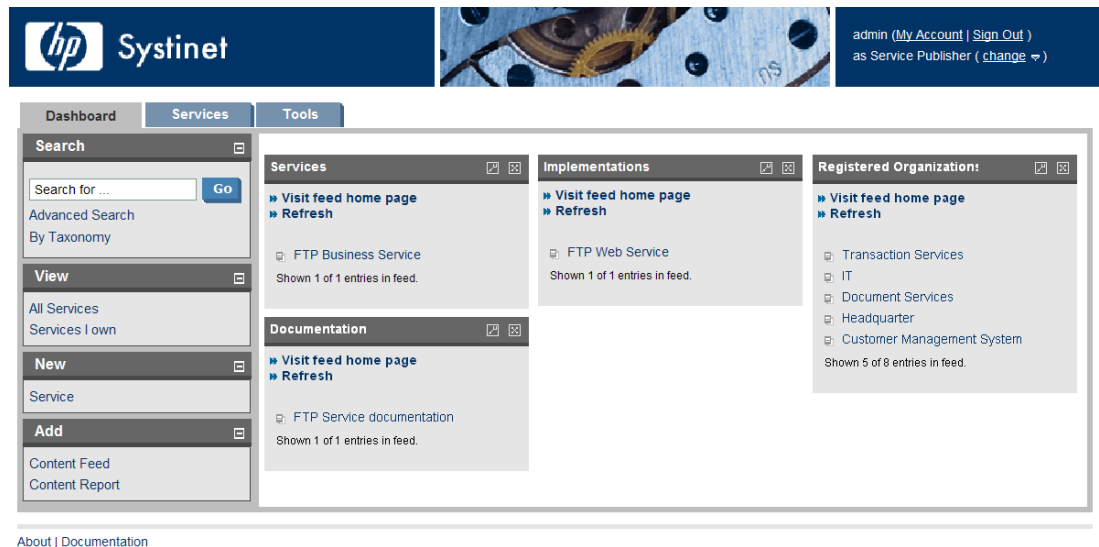 hp Systinet
admin (My Account | Sign Out )
as Service Publisher ( change )
ns
Dashboard Services Tools
Search
Search for ... Go
Advanced Search
By Taxonomy
View
All Services
Services I own
New
Service
Add
Content Feed
Content Report
Services
Visit feed home page
Refresh
FTP Business Service
Shown 1 of 1 entries in feed.
Implementations
Visit feed home page
Refresh
FTP Web Service
Shown 1 of 1 entries in feed.
Registered Organizations
Visit feed home page
Refresh
Transaction Services
IT
Document Services
Headquarter
Customer Management System
Shown 5 of 8 entries in feed.
Documentation
Visit feed home page
Refresh
FTP Service documentation
Shown 1 of 1 entries in feed.
About | Documentation